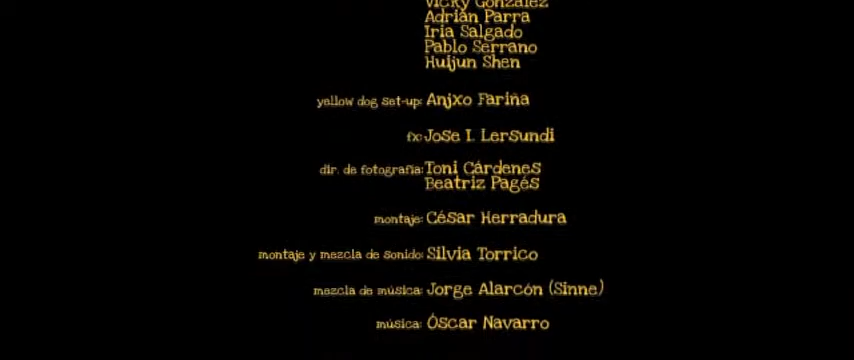 Vicky González
Adrián Parra
Iria Salgado
Pablo Serrano
Huijun Shen
yellow dog set-up: Anjxo Fariña
fx: Jose I. Lersundi
dir. de fotografía: Toni Cárdenes
Beatriz Pagés
montaje: César Herradura
montaje y mezcla de sonido: Silvia Torrico
mezcla de música: Jorge Alarcón (Sinne)
música: Óscar Navarro